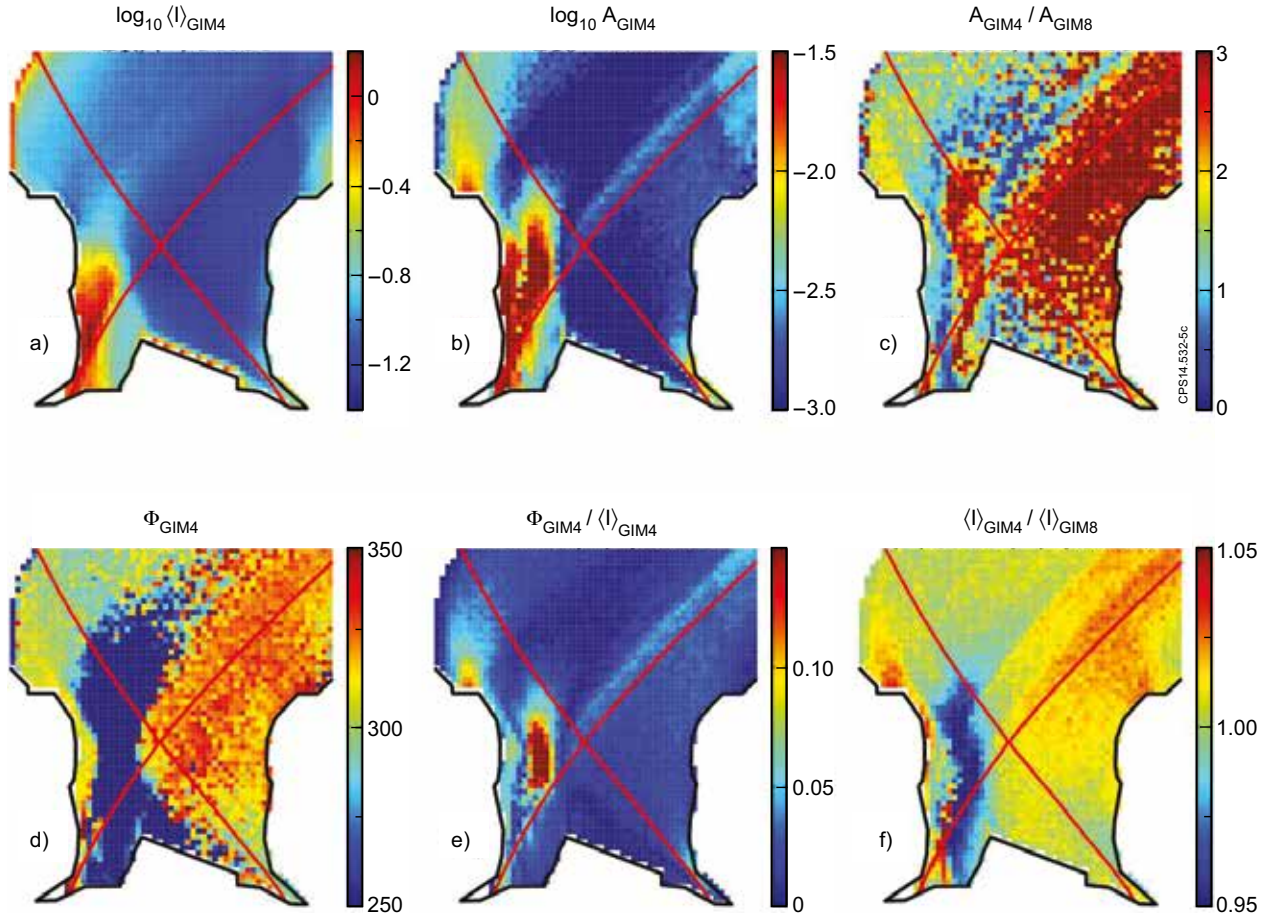 log10 ⟨I⟩GIM4
log10 AGIM4
AGIM4 / AGIM8
0
−0.4
−0.8
−1.2
a)
−1.5
−2.0
−2.5
−3.0
b)
3
2
1
0
c)
CPS14.532-5c
ΦGIM4
ΦGIM4 / ⟨I⟩GIM4
⟨I⟩GIM4 / ⟨I⟩GIM8
350
300
250
d)
0.10
0.05
0
e)
1.05
1.00
0.95
f)